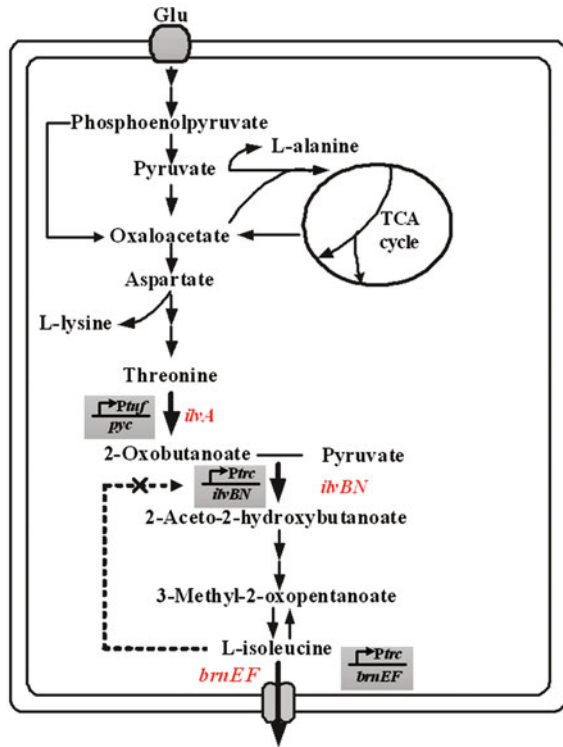 Glu
Phosphoenolpyruvate
L-alanine
Pyruvate
TCA
cycle
Oxaloacetate
Aspartate
L-lysine
Threonine
Ptuf
pyc
ilvA
2-Oxobutanoate
Pyruvate
Ptrc
ilvBN
ilvBN
2-Aceto-2-hydroxybutanoate
3-Methyl-2-oxopentanoate
L-isoleucine
Ptrc
brnEF
brnEF